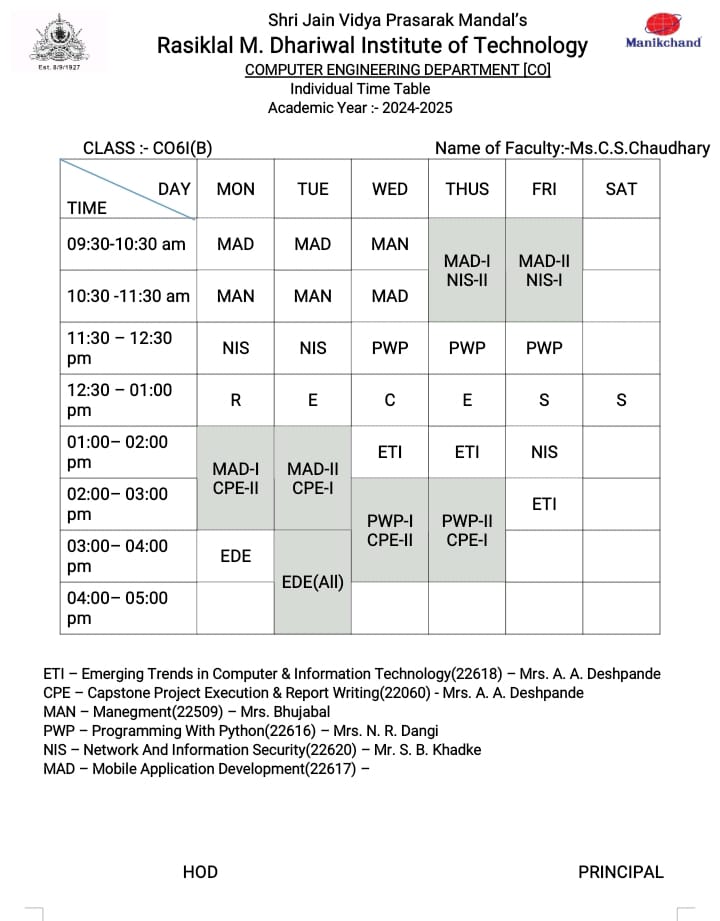 Shri Jain Vidya Prasarak Mandal's
Rasiklal M. Dhariwal Institute of Technology
Est. 8/9/1927
Manikchand
COMPUTER ENGINEERING DEPARTMENT [CO]
Individual Time Table
Academic Year :- 2024-2025
CLASS :- CO6I(B) Name of Faculty:-Ms.C.S.Chaudhary
DAY MON TUE WED THUS FRI SAT
TIME
09:30-10:30 am MAD MAD MAN
MAD-I MAD-II
NIS-II NIS-I
10:30 -11:30 am MAN MAN MAD
11:30 – 12:30
pm
NIS NIS PWP PWP PWP
12:30 – 01:00
pm
R E C E S S
01:00– 02:00
pm
ETI ETI NIS
MAD-I MAD-II
CPE-II CPE-I
02:00– 03:00
pm
ETI
PWP-I PWP-II
CPE-II CPE-I
03:00– 04:00
pm
EDE
EDE(All)
04:00– 05:00
pm
ETI – Emerging Trends in Computer & Information Technology(22618) – Mrs. A. A. Deshpande
CPE – Capstone Project Execution & Report Writing(22060) - Mrs. A. A. Deshpande
MAN – Manegment(22509) – Mrs. Bhujabal
PWP – Programming With Python(22616) – Mrs. N. R. Dangi
NIS – Network And Information Security(22620) – Mr. S. B. Khadke
MAD – Mobile Application Development(22617) –
HOD PRINCIPAL